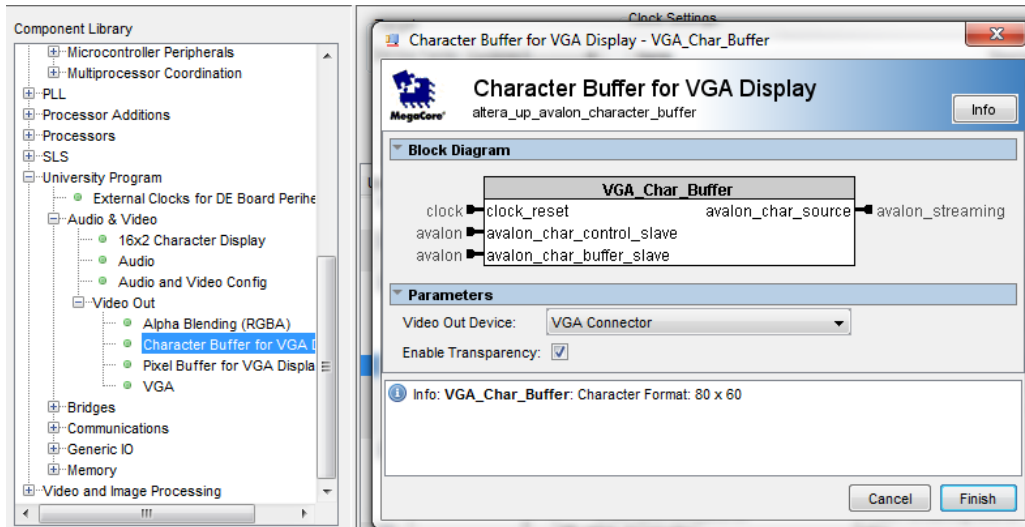 Component Library
Microcontroller Peripherals
Multiprocessor Coordination
PLL
Processor Additions
Processors
SLS
University Program
External Clocks for DE Board Perihe
Audio & Video
16x2 Character Display
Audio
Audio and Video Config
Video Out
Alpha Blending (RGBA)
Character Buffer for VGA D
Pixel Buffer for VGA Displa
VGA
Bridges
Communications
Generic IO
Memory
Video and Image Processing
Clock Settings
Character Buffer for VGA Display - VGA_Char_Buffer
MegaCore
Character Buffer for VGA Display
altera_up_avalon_character_buffer
Info
Block Diagram
VGA_Char_Buffer
clock clock_reset avalon_char_source avalon_streaming
avalon avalon_char_control_slave
avalon avalon_char_buffer_slave
Parameters
Video Out Device: VGA Connector
Enable Transparency:
Info: VGA_Char_Buffer: Character Format: 80 x 60
Cancel Finish